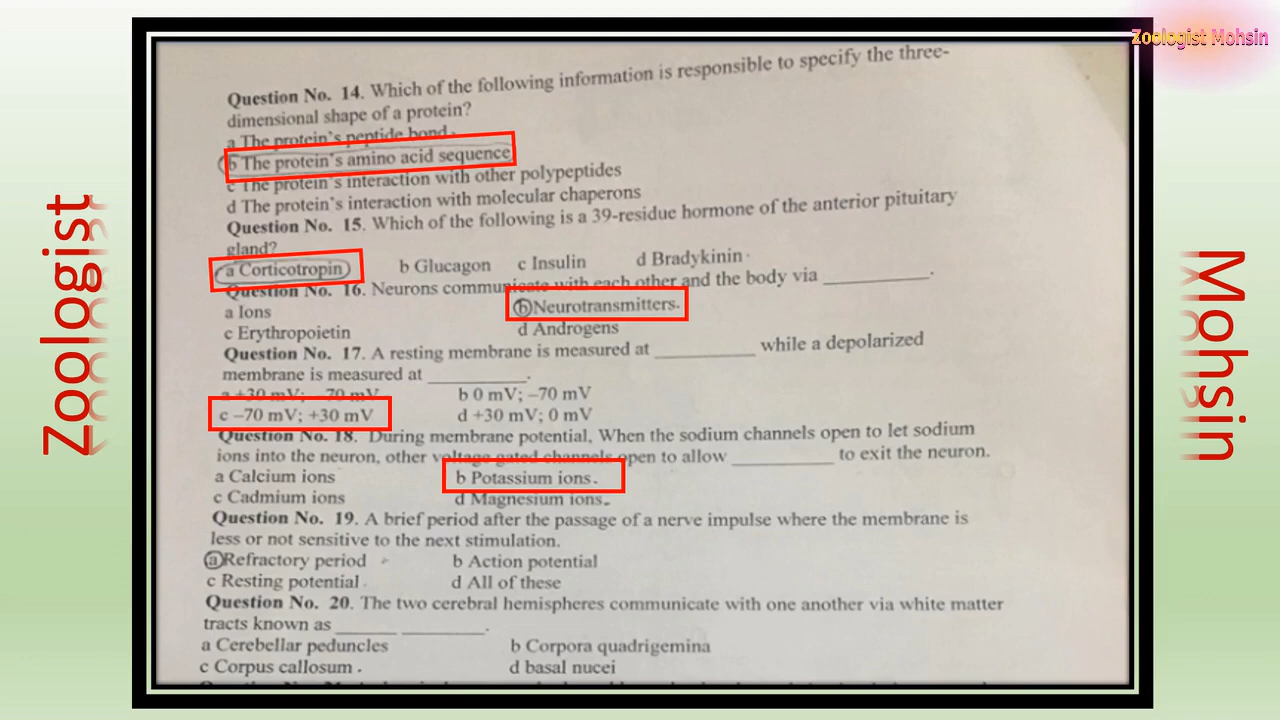 Zoologist Mohsin
Zoologist
Mohsin
Question No. 14. Which of the following information is responsible to specify the three-
dimensional shape of a protein?
a The protein's peptide bond.
b The protein's amino acid sequence
c The protein's interaction with other polypeptides
d The protein's interaction with molecular chaperons
Question No. 15. Which of the following is a 39-residue hormone of the anterior pituitary
gland?
a Corticotropin b Glucagon c Insulin d Bradykinin
Question No. 16. Neurons communicate with each other and the body via __________.
a Ions b Neurotransmitters.
c Erythropoietin d Androgens
Question No. 17. A resting membrane is measured at __________ while a depolarized
membrane is measured at __________.
a +30 mV; –70 mV b 0 mV; –70 mV
c –70 mV; +30 mV d +30 mV; 0 mV
Question No. 18. During membrane potential, When the sodium channels open to let sodium
ions into the neuron, other voltage gated channels open to allow __________ to exit the neuron.
a Calcium ions b Potassium ions.
c Cadmium ions d Magnesium ions.
Question No. 19. A brief period after the passage of a nerve impulse where the membrane is
less or not sensitive to the next stimulation.
a Refractory period b Action potential
c Resting potential d All of these
Question No. 20. The two cerebral hemispheres communicate with one another via white matter
tracts known as ______ ________.
a Cerebellar peduncles b Corpora quadrigemina
c Corpus callosum . d basal nucei